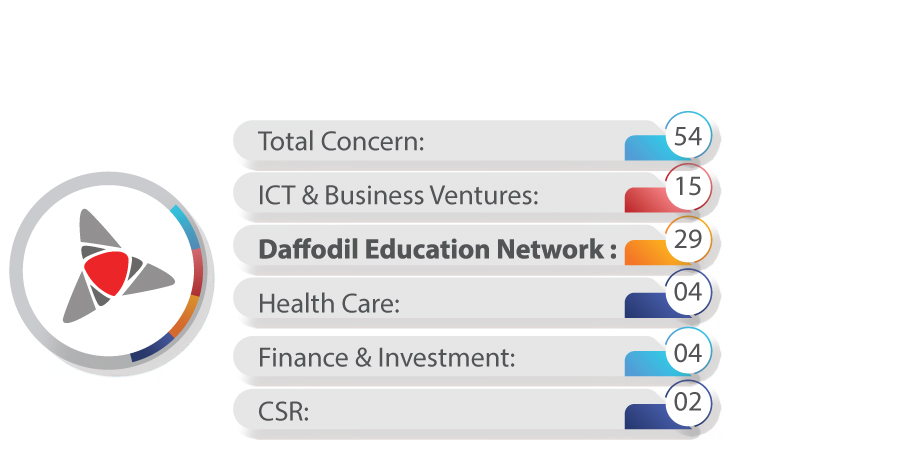 Total Concern: 54
ICT & Business Ventures: 15
Daffodil Education Network : 29
Health Care: 04
Finance & Investment: 04
CSR: 02